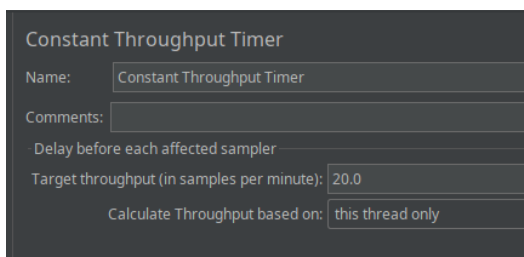 Constant Throughput Timer
Name: Constant Throughput Timer
Comments:
Delay before each affected sampler
Target throughput (in samples per minute): 20.0
Calculate Throughput based on: this thread only